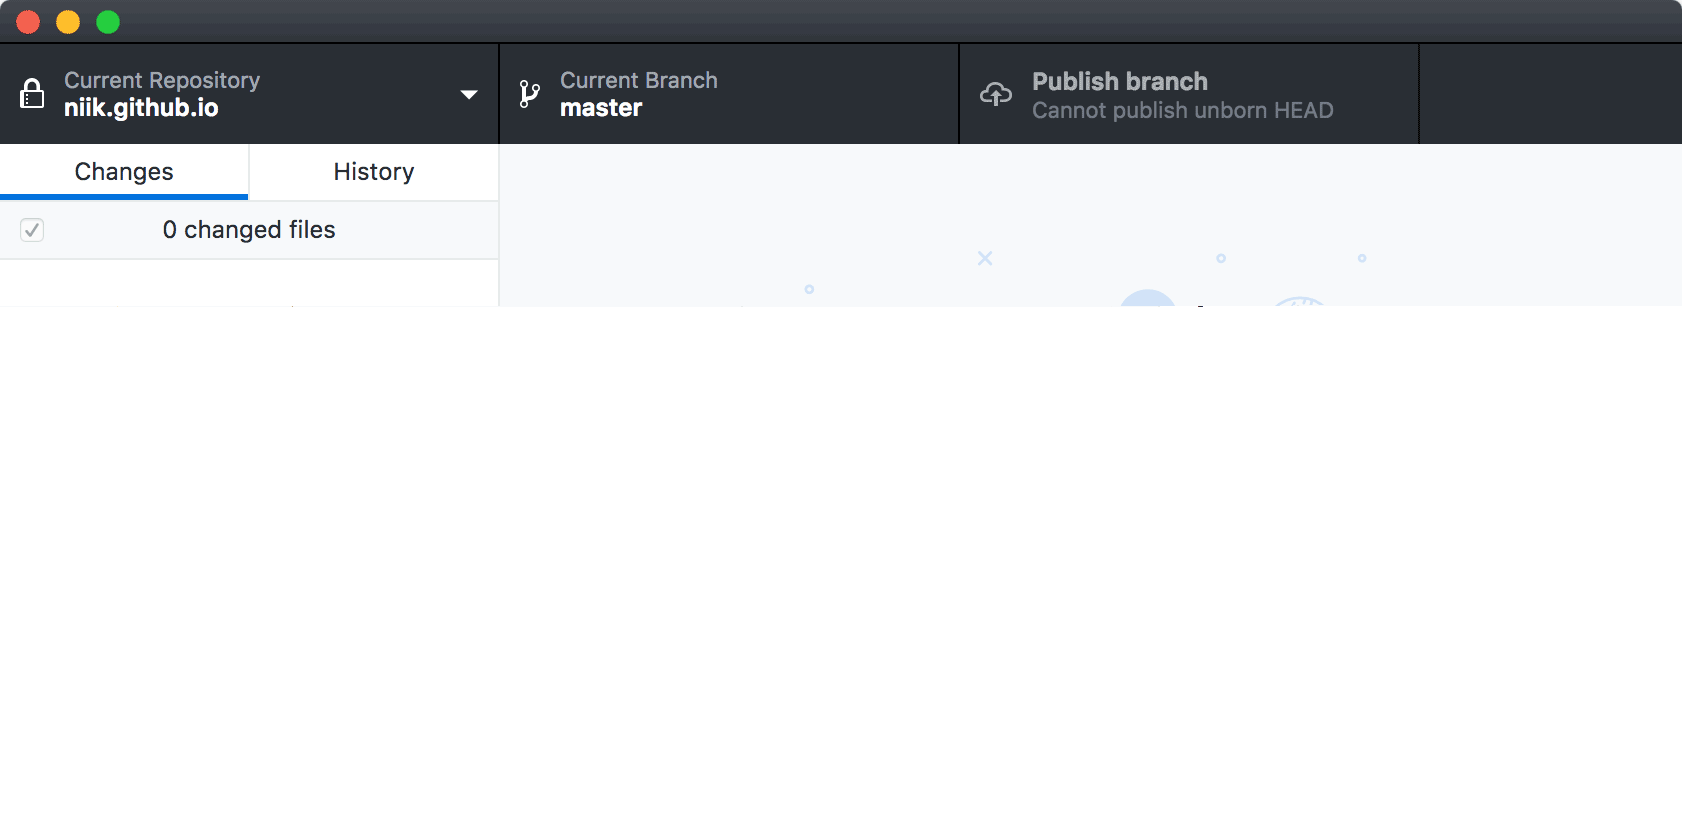 Current Repository
niik.github.io
Current Branch
master
Publish branch
Cannot publish unborn HEAD
Changes
History
0 changed files